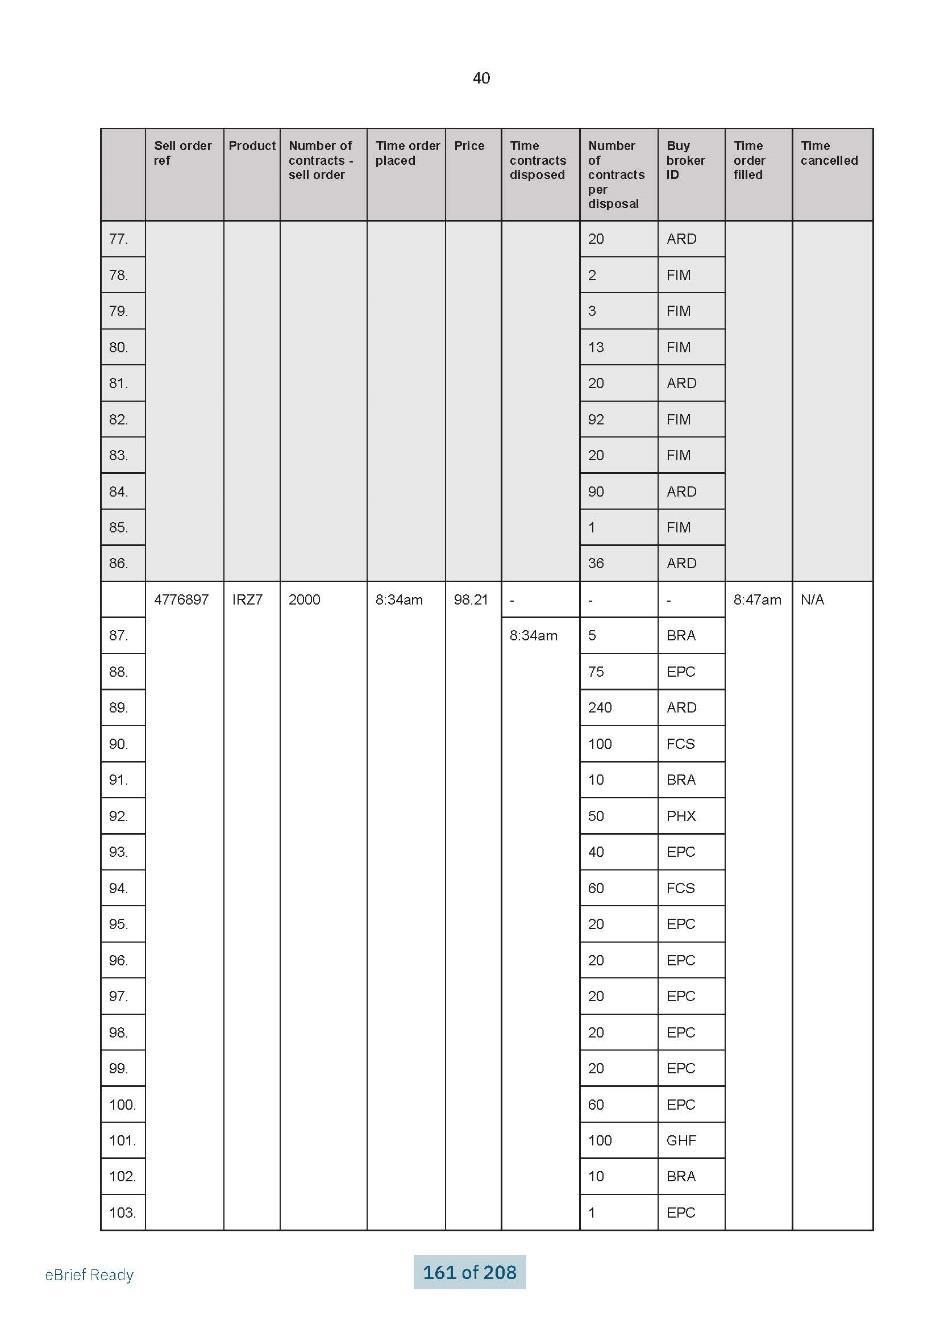 40
Sell order ref | Product | Number of contracts - sell order | Time order placed | Price | Time contracts disposed | Number of contracts per disposal | Buy broker ID | Time order filled | Time cancelled
77. 20 ARD
78. 2 FIM
79. 3 FIM
80. 13 FIM
81. 20 ARD
82. 92 FIM
83. 20 FIM
84. 90 ARD
85. 1 FIM
86. 36 ARD
4776897 IRZ7 2000 8:34am 98.21 - - - 8:47am N/A
87. 8:34am 5 BRA
88. 75 EPC
89. 240 ARD
90. 100 FCS
91. 10 BRA
92. 50 PHX
93. 40 EPC
94. 60 FCS
95. 20 EPC
96. 20 EPC
97. 20 EPC
98. 20 EPC
99. 20 EPC
100. 60 EPC
101. 100 GHF
102. 10 BRA
103. 1 EPC
eBrief Ready
161 of 208